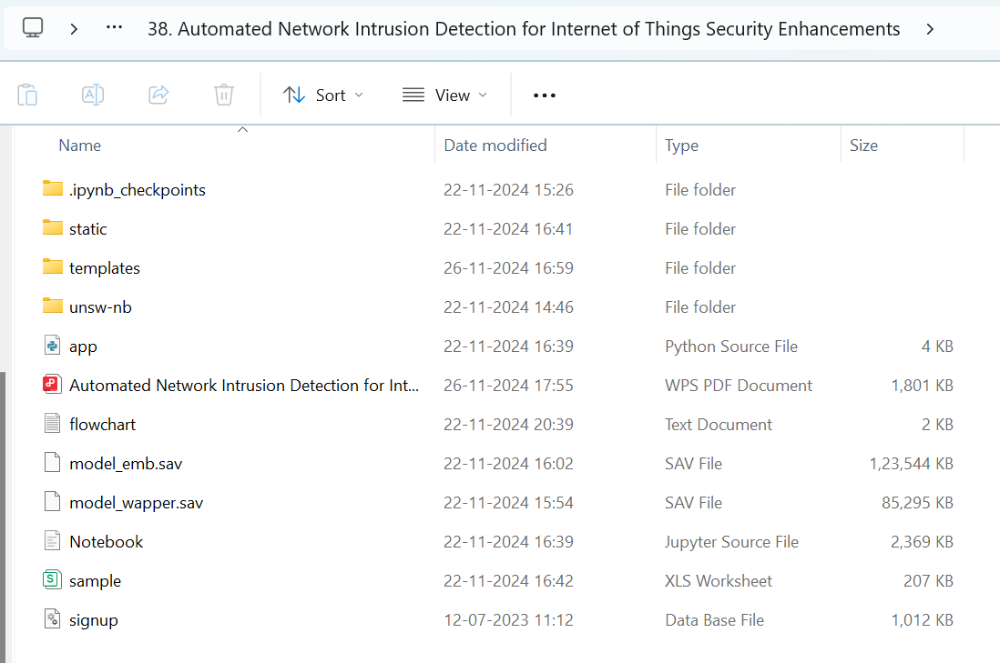 38. Automated Network Intrusion Detection for Internet of Things Security Enhancements
Sort View
Name Date modified Type Size
.ipynb_checkpoints 22-11-2024 15:26 File folder
static 22-11-2024 16:41 File folder
templates 26-11-2024 16:59 File folder
unsw-nb 22-11-2024 14:46 File folder
app 22-11-2024 16:39 Python Source File 4 KB
Automated Network Intrusion Detection for Int... 26-11-2024 17:55 WPS PDF Document 1,801 KB
flowchart 22-11-2024 20:39 Text Document 2 KB
model_emb.sav 22-11-2024 16:02 SAV File 1,23,544 KB
model_wapper.sav 22-11-2024 15:54 SAV File 85,295 KB
Notebook 22-11-2024 16:39 Jupyter Source File 2,369 KB
sample 22-11-2024 16:42 XLS Worksheet 207 KB
signup 12-07-2023 11:12 Data Base File 1,012 KB